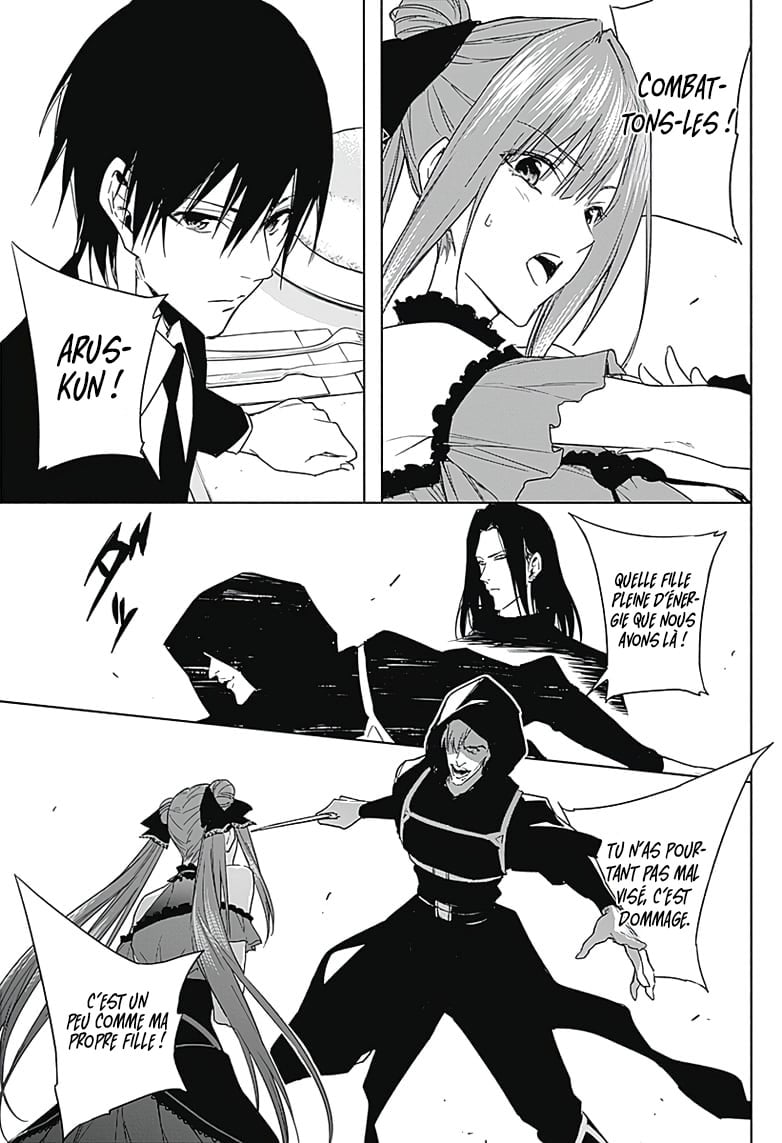 COMBAT-
TONS-LES !
ARUS-
KUN !
QUELLE FILLE
PLEINE D'ÉNER-
GIE QUE NOUS
AVONS LÀ !
TU N'AS POUR-
TANT PAS MAL
VISÉ, C'EST
DOMMAGE.
C'EST UN
PEU COMME MA
PROPRE FILLE !